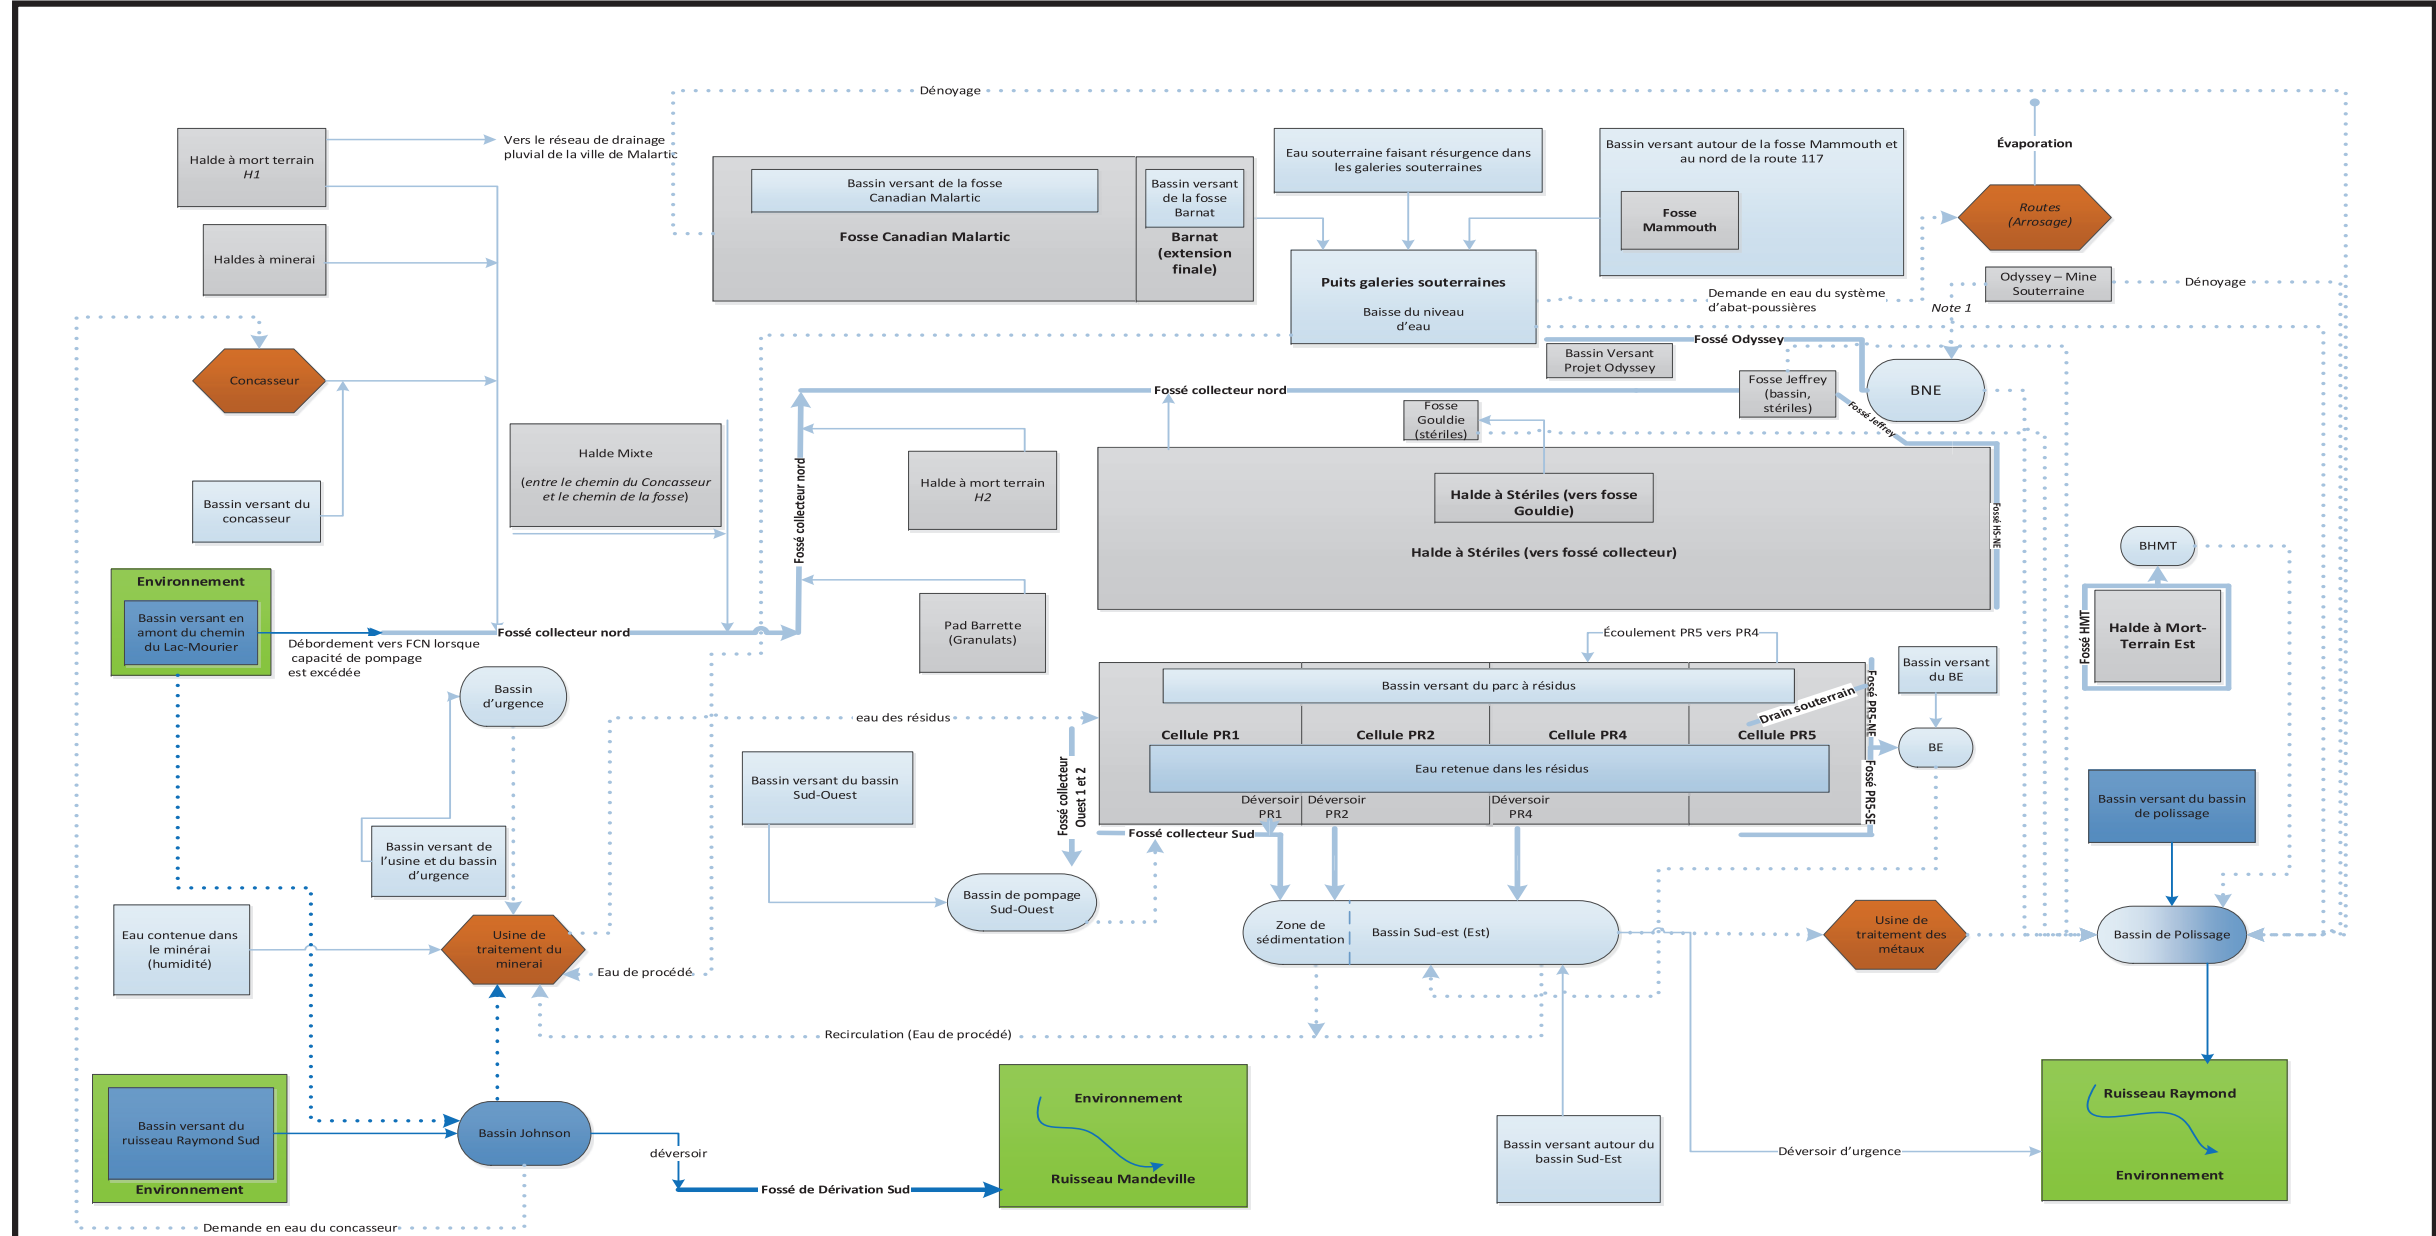 Dénoyage
Halde à mort terrain
H1
Vers le réseau de drainage
pluvial de la ville de Malartic
Bassin versant de la fosse
Canadian Malartic
Fosse Canadian Malartic
Bassin versant
de la fosse
Barnat
Barnat
(extension
finale)
Eau souterraine faisant résurgence dans
les galeries souterraines
Bassin versant autour de la fosse Mammouth et
au nord de la route 117
Fosse
Mammouth
Évaporation
Routes
(Arrosage)
Haldes à minerai
Puits galeries souterraines
Baisse du niveau
d’eau
Demande en eau du système
d’abat-poussières
Odyssey – Mine
Souterraine
Dénoyage
Note 1
Fossé Odyssey
Bassin Versant
Projet Odyssey
Concasseur
Fossé collecteur nord
Fosse Jeffrey
(bassin,
stériles)
BNE
Fossé Jeffrey
Fosse
Gouldie
(stériles)
Halde Mixte
(entre le chemin du Concasseur
et le chemin de la fosse)
Fossé collecteur nord
Halde à mort terrain
H2
Halde à Stériles (vers fosse
Gouldie)
Halde à Stériles (vers fossé collecteur)
Fossé HS-NE
Bassin versant du
concasseur
BHMT
Environnement
Bassin versant en
amont du chemin
du Lac-Mourier
Débordement vers FCN lorsque
capacité de pompage
est excédée
Fossé collecteur nord
Pad Barrette
(Granulats)
Fossé HMT
Halde à Mort-
Terrain Est
Écoulement PR5 vers PR4
Bassin versant du parc à résidus
Drain souterrain
Fossé PR5-NE
Bassin versant
du BE
Bassin
d’urgence
eau des résidus
Cellule PR1
Cellule PR2
Cellule PR4
Cellule PR5
BE
Eau retenue dans les résidus
Fossé PR5-SE
Bassin versant du bassin
Sud-Ouest
Fossé collecteur
Ouest 1 et 2
Déversoir
PR1
Déversoir
PR2
Déversoir
PR4
Fossé collecteur Sud
Bassin versant du bassin
de polissage
Bassin versant de
l’usine et du bassin
d’urgence
Bassin de pompage
Sud-Ouest
Eau contenue dans
le minérai
(humidité)
Usine de
traitement du
minerai
Eau de procédé
Zone de
sédimentation
Bassin Sud-est (Est)
Usine de
traitement des
métaux
Bassin de Polissage
Recirculation (Eau de procédé)
Bassin versant du
ruisseau Raymond Sud
Environnement
Bassin Johnson
déversoir
Fossé de Dérivation Sud
Environnement
Ruisseau Mandeville
Bassin versant autour du
bassin Sud-Est
Déversoir d’urgence
Ruisseau Raymond
Environnement
Demande en eau du concasseur